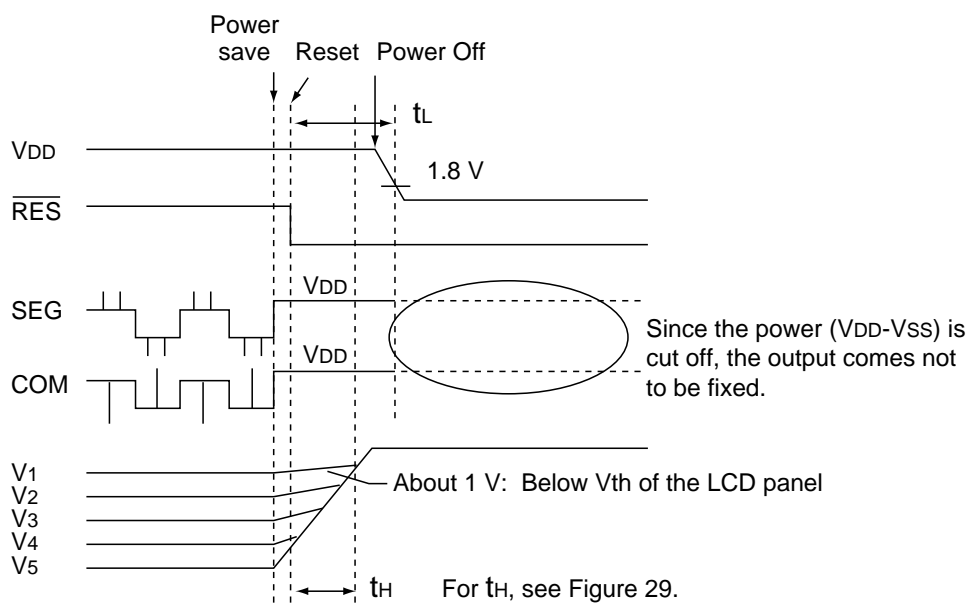 Power
save
Reset
Power Off
tL
VDD
1.8 V
RES
VDD
SEG
Since the power (VDD-VSS) is
cut off, the output comes not
to be fixed.
VDD
COM
V1
About 1 V: Below Vth of the LCD panel
V2
V3
V4
V5
tH
For tH, see Figure 29.